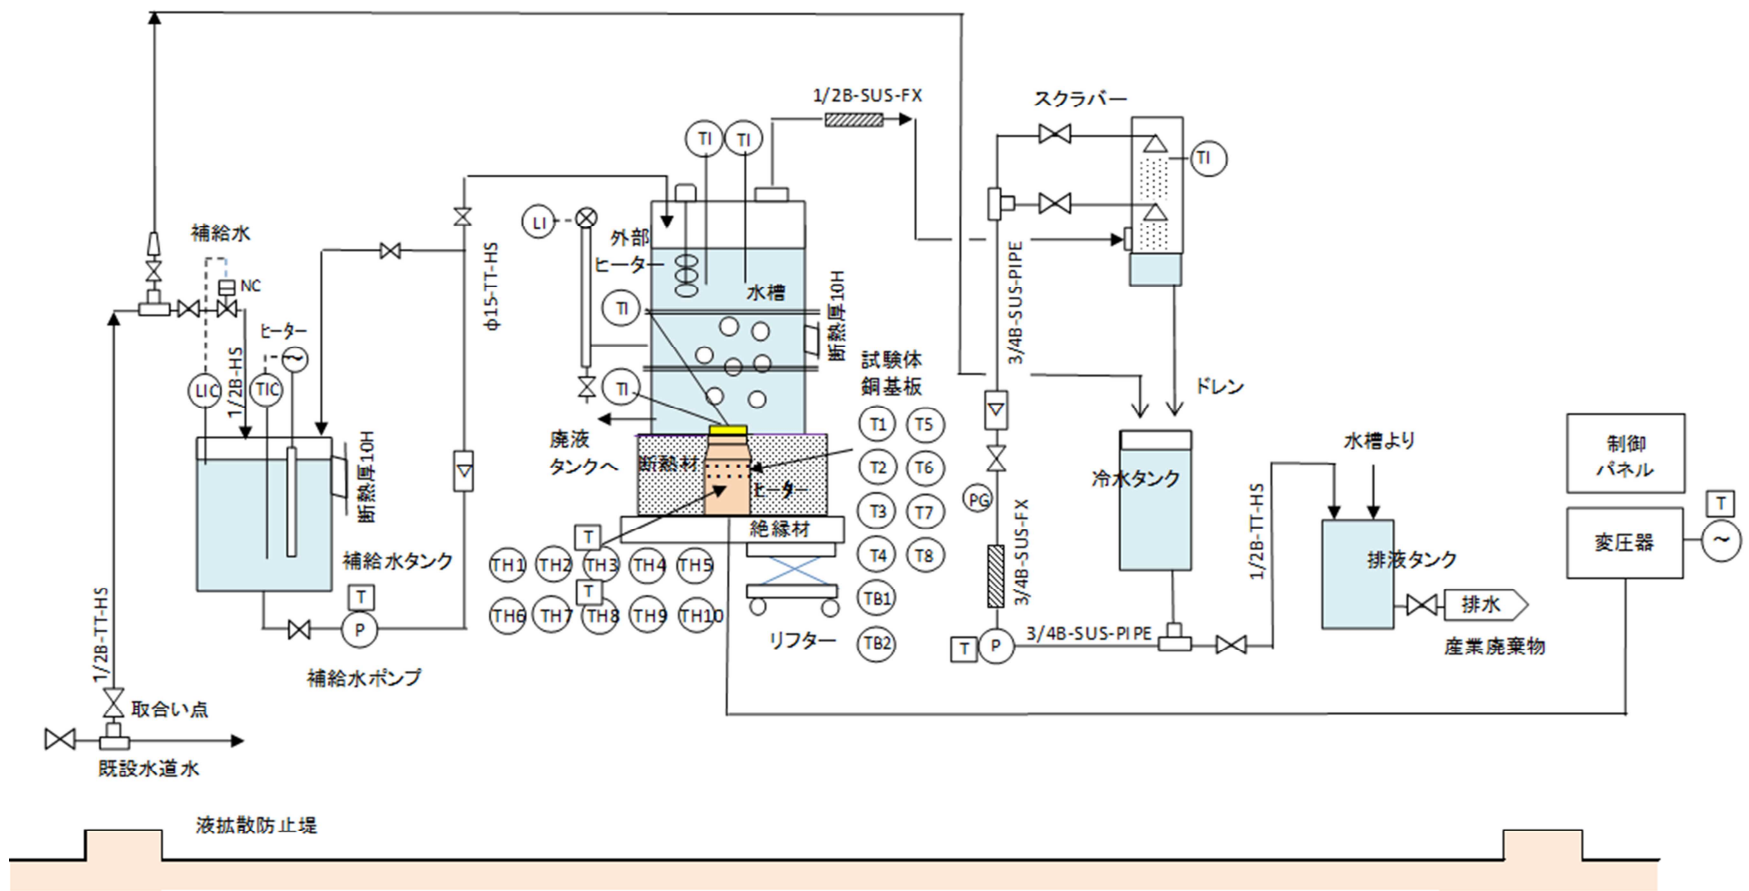 1/2B-SUS-FX
スクラバー
TI
TI
TI
補給水
NC
LI
外部
ヒーター
水槽
TI
φ15-TT-HS
3/4B-SUS-PIPE
断熱厚10H
ヒーター
LIC
TIC
1/2B-HS
TI
試験体
銅基板
ドレン
T1
T5
廃液
タンクへ
断熱材
ヒーター
T2
T6
冷水タンク
水槽より
制御
パネル
断熱厚10H
PG
T3
T7
1/2B-TT-HS
T
絶縁材
変圧器
T
補給水タンク
T4
T8
排液タンク
TH1
TH2
TH3
TH4
TH5
3/4B-SUS-FX
T
T
TB1
排水
TH6
TH7
TH8
TH9
TH10
P
リフター
TB2
T
P
3/4B-SUS-PIPE
産業廃棄物
1/2B-TT-HS
補給水ポンプ
取合い点
既設水道水
液拡散防止堤